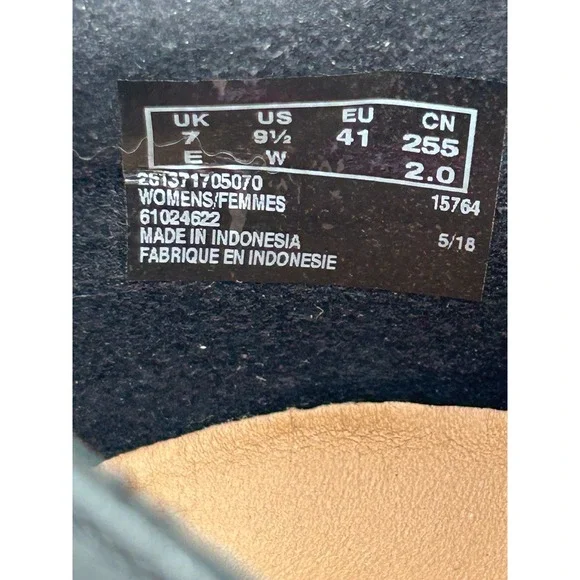 UK US EU CN
7 9½ 41 255
E W 2.0
261371705070
WOMENS/FEMMES 15764
61024622
MADE IN INDONESIA 5/18
FABRIQUE EN INDONESIE